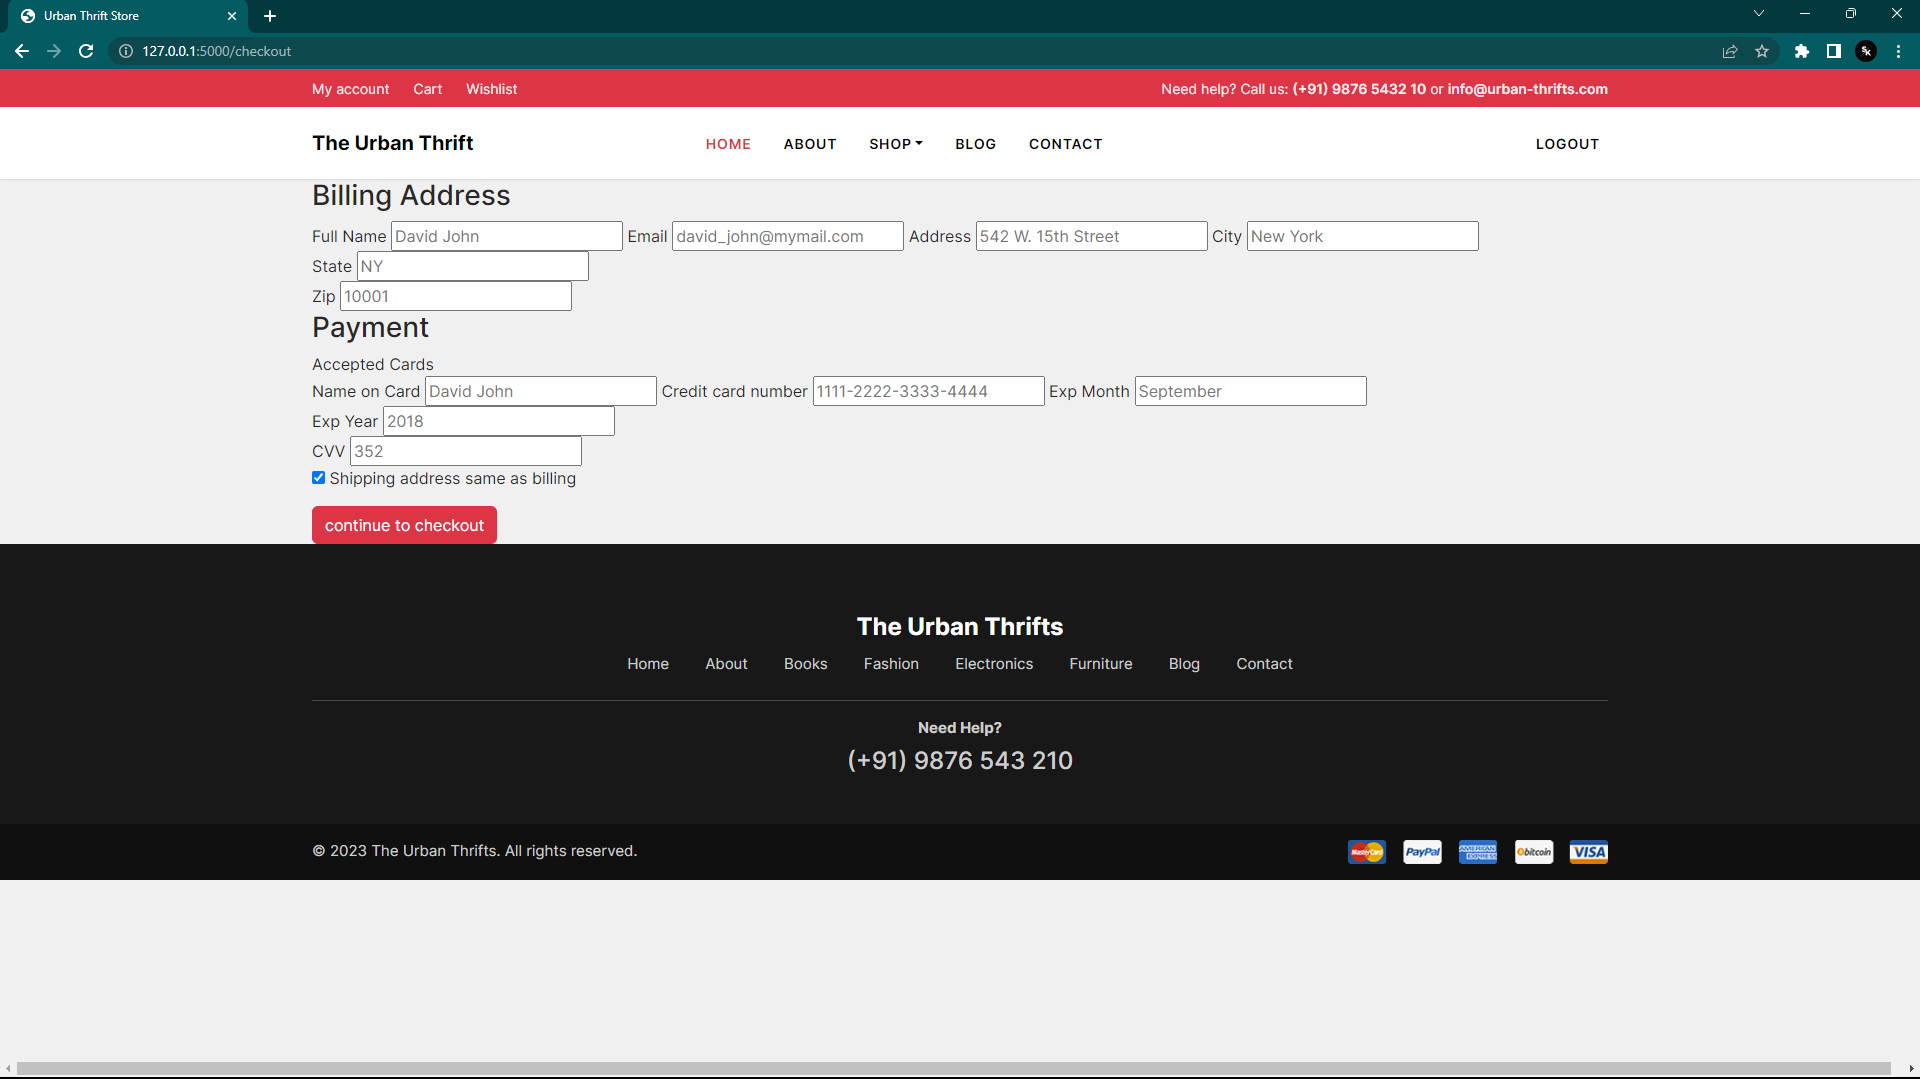 Urban Thrift Store
127.0.0.1:5000/checkout
My account Cart Wishlist Need help? Call us: (+91) 9876 5432 10 or info@urban-thrifts.com
The Urban Thrift HOME ABOUT SHOP BLOG CONTACT LOGOUT
Billing Address
Full Name David John Email david_john@mymail.com Address 542 W. 15th Street City New York
State NY
Zip 10001
Payment
Accepted Cards
Name on Card David John Credit card number 1111-2222-3333-4444 Exp Month September
Exp Year 2018
CVV 352
Shipping address same as billing
continue to checkout
The Urban Thrifts
Home About Books Fashion Electronics Furniture Blog Contact
Need Help?
(+91) 9876 543 210
© 2023 The Urban Thrifts. All rights reserved. MasterCard PayPal AMERICAN EXPRESS bitcoin VISA